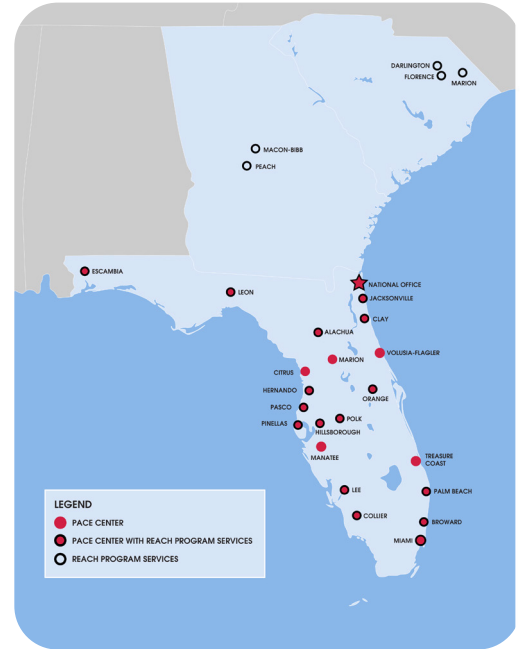 DARLINGTON
FLORENCE
MARION
MACON-BIBB
PEACH
ESCAMBIA
LEON
NATIONAL OFFICE
JACKSONVILLE
CLAY
ALACHUA
MARION
VOLUSIA-FLAGLER
CITRUS
HERNANDO
ORANGE
PASCO
POLK
PINELLAS
HILLSBOROUGH
MANATEE
TREASURE
COAST
LEE
PALM BEACH
COLLIER
BROWARD
MIAMI
LEGEND
PACE CENTER
PACE CENTER WITH REACH PROGRAM SERVICES
REACH PROGRAM SERVICES